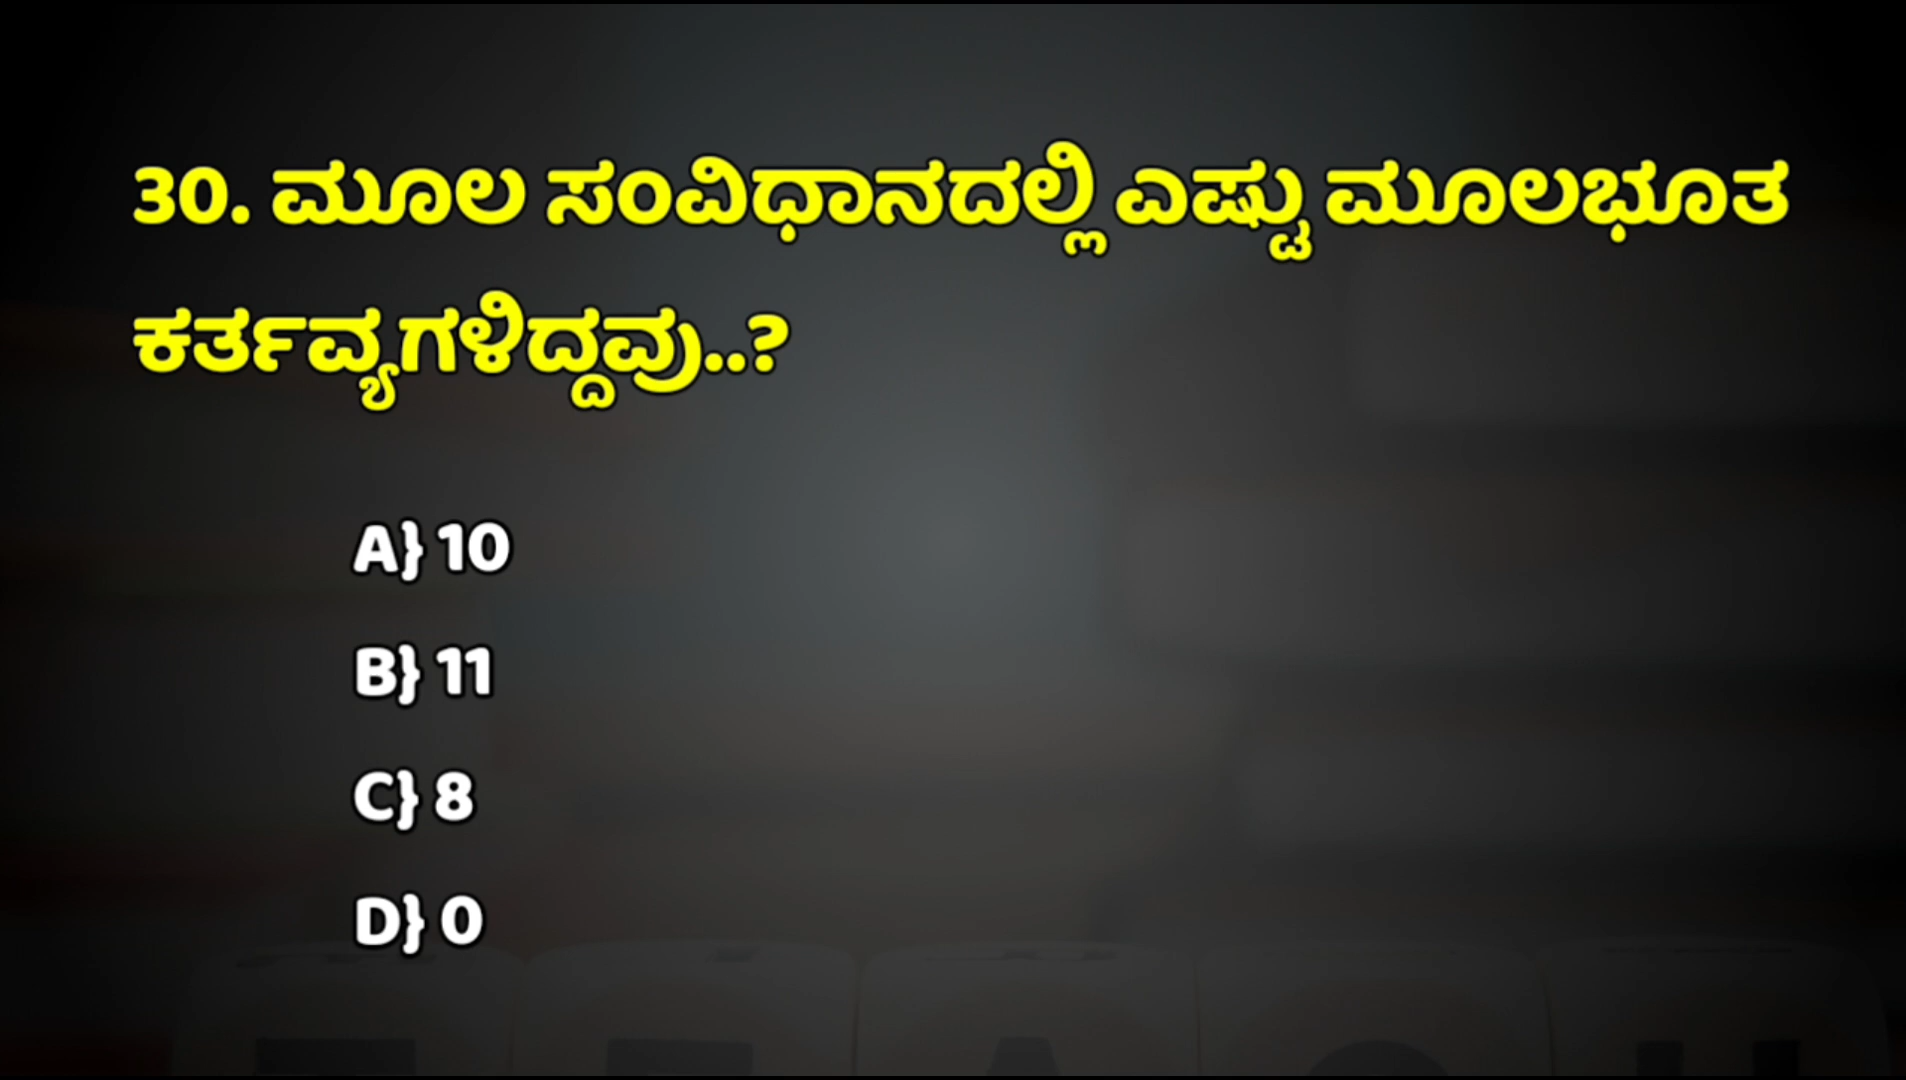 30. ಮೂಲ ಸಂವಿಧಾನದಲ್ಲಿ ಎಷ್ಟು ಮೂಲಭೂತ
ಕರ್ತವ್ಯಗಳಿದ್ದವು..?
A} 10
B} 11
C} 8
D} 0